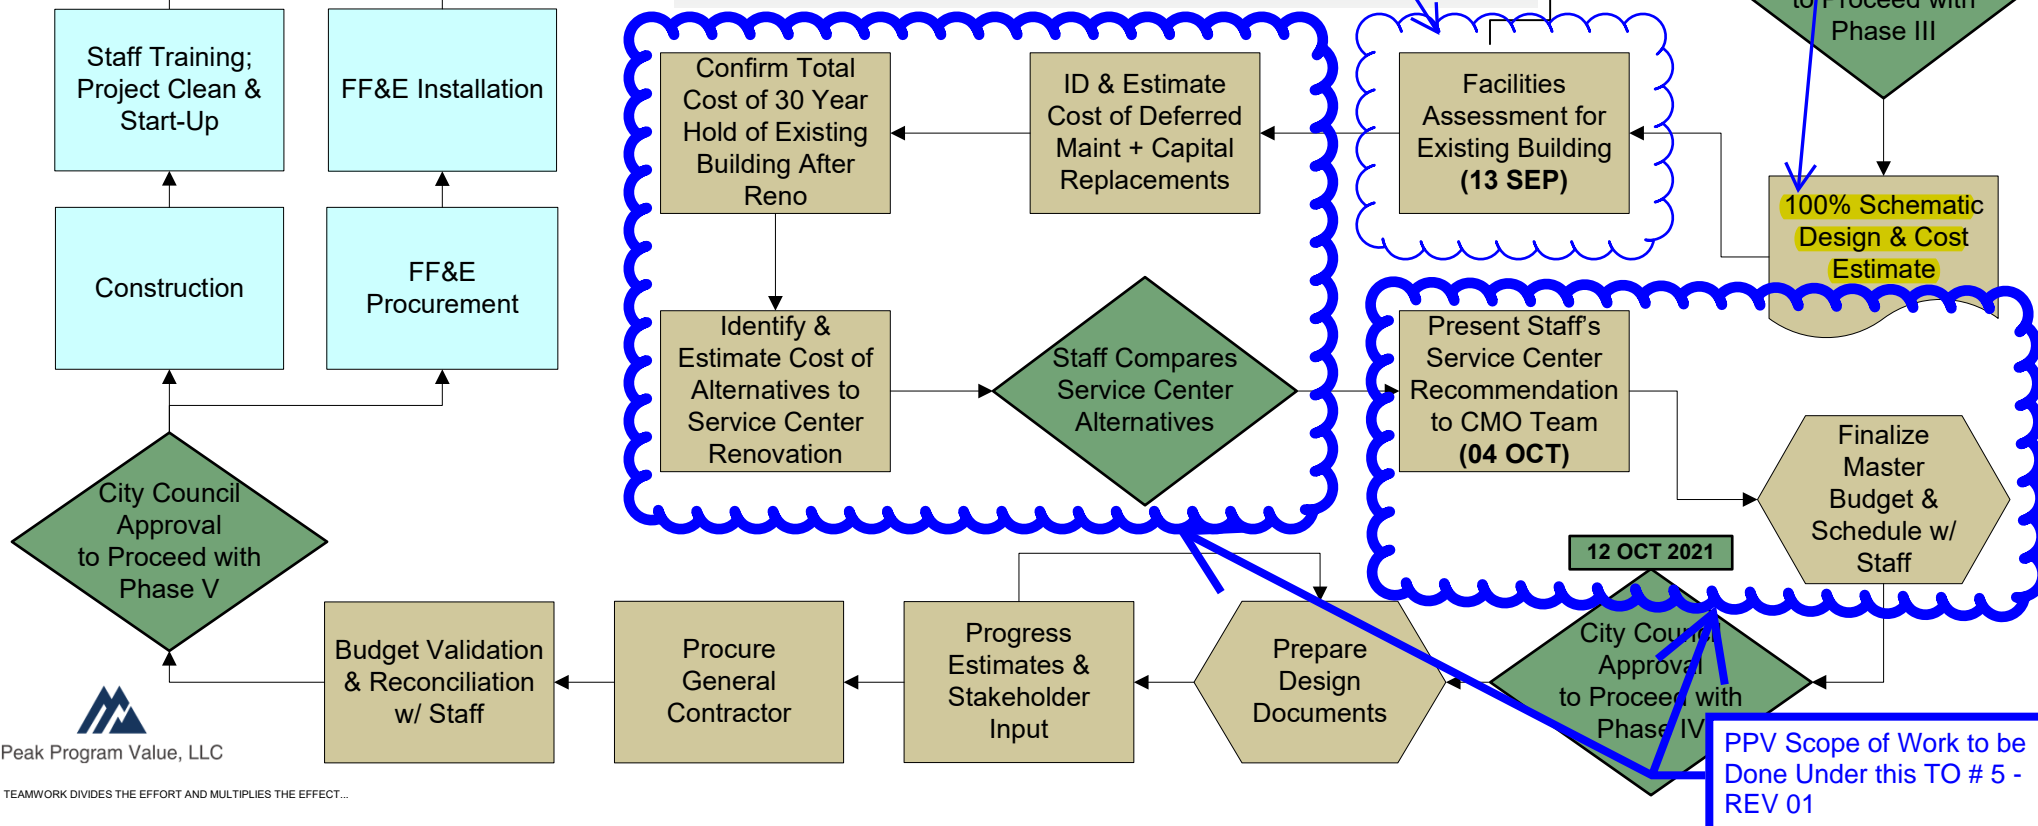 to Proceed with
Phase III
Staff Training;
Project Clean &
Start-Up
FF&E Installation
Confirm Total
Cost of 30 Year
Hold of Existing
Building After
Reno
ID & Estimate
Cost of Deferred
Maint + Capital
Replacements
Facilities
Assessment for
Existing Building
(13 SEP)
100% Schematic
Design & Cost
Estimate
Construction
FF&E
Procurement
Identify &
Estimate Cost of
Alternatives to
Service Center
Renovation
Staff Compares
Service Center
Alternatives
Present Staff's
Service Center
Recommendation
to CMO Team
(04 OCT)
Finalize
Master
Budget &
Schedule w/
Staff
City Council
Approval
to Proceed with
Phase V
12 OCT 2021
City Council
Approval
to Proceed with
Phase IV
Budget Validation
& Reconciliation
w/ Staff
Procure
General
Contractor
Progress
Estimates &
Stakeholder
Input
Prepare
Design
Documents
PPV Scope of Work to be
Done Under this TO # 5 -
REV 01
Peak Program Value, LLC
TEAMWORK DIVIDES THE EFFORT AND MULTIPLIES THE EFFECT...